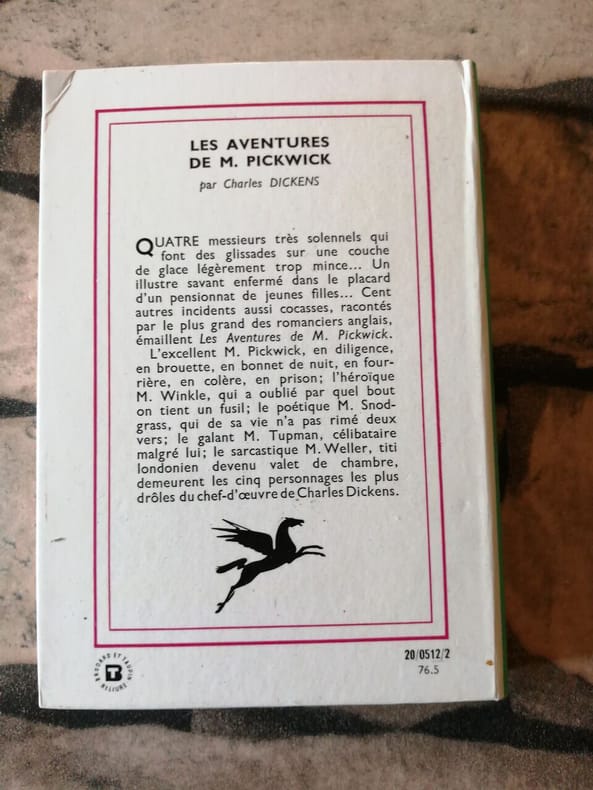 LES AVENTURES
DE M. PICKWICK
par Charles DICKENS
QUATRE messieurs très solennels qui
font des glissades sur une couche
de glace légèrement trop mince... Un
illustre savant enfermé dans le placard
d'un pensionnat de jeunes filles... Cent
autres incidents aussi cocasses, racontés
par le plus grand des romanciers anglais,
émaillent Les Aventures de M. Pickwick.
L'excellent M. Pickwick, en diligence,
en brouette, en bonnet de nuit, en four-
rière, en colère, en prison; l'héroïque
M. Winkle, qui a oublié par quel bout
on tient un fusil; le poétique M. Snod-
grass, qui de sa vie n'a pas rimé deux
vers; le galant M. Tupman, célibataire
malgré lui; le sarcastique M. Weller, titi
londonien devenu valet de chambre,
demeurent les cinq personnages les plus
drôles du chef-d'œuvre de Charles Dickens.
BRODARD ET TAUPIN
RELIURE
20/0512/2
76.5